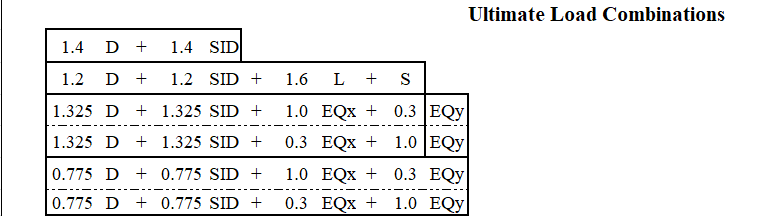 Ultimate Load Combinations
1.4 D + 1.4 SID
1.2 D + 1.2 SID + 1.6 L + S
1.325 D + 1.325 SID + 1.0 EQx + 0.3 EQy
1.325 D + 1.325 SID + 0.3 EQx + 1.0 EQy
0.775 D + 0.775 SID + 1.0 EQx + 0.3 EQy
0.775 D + 0.775 SID + 0.3 EQx + 1.0 EQy